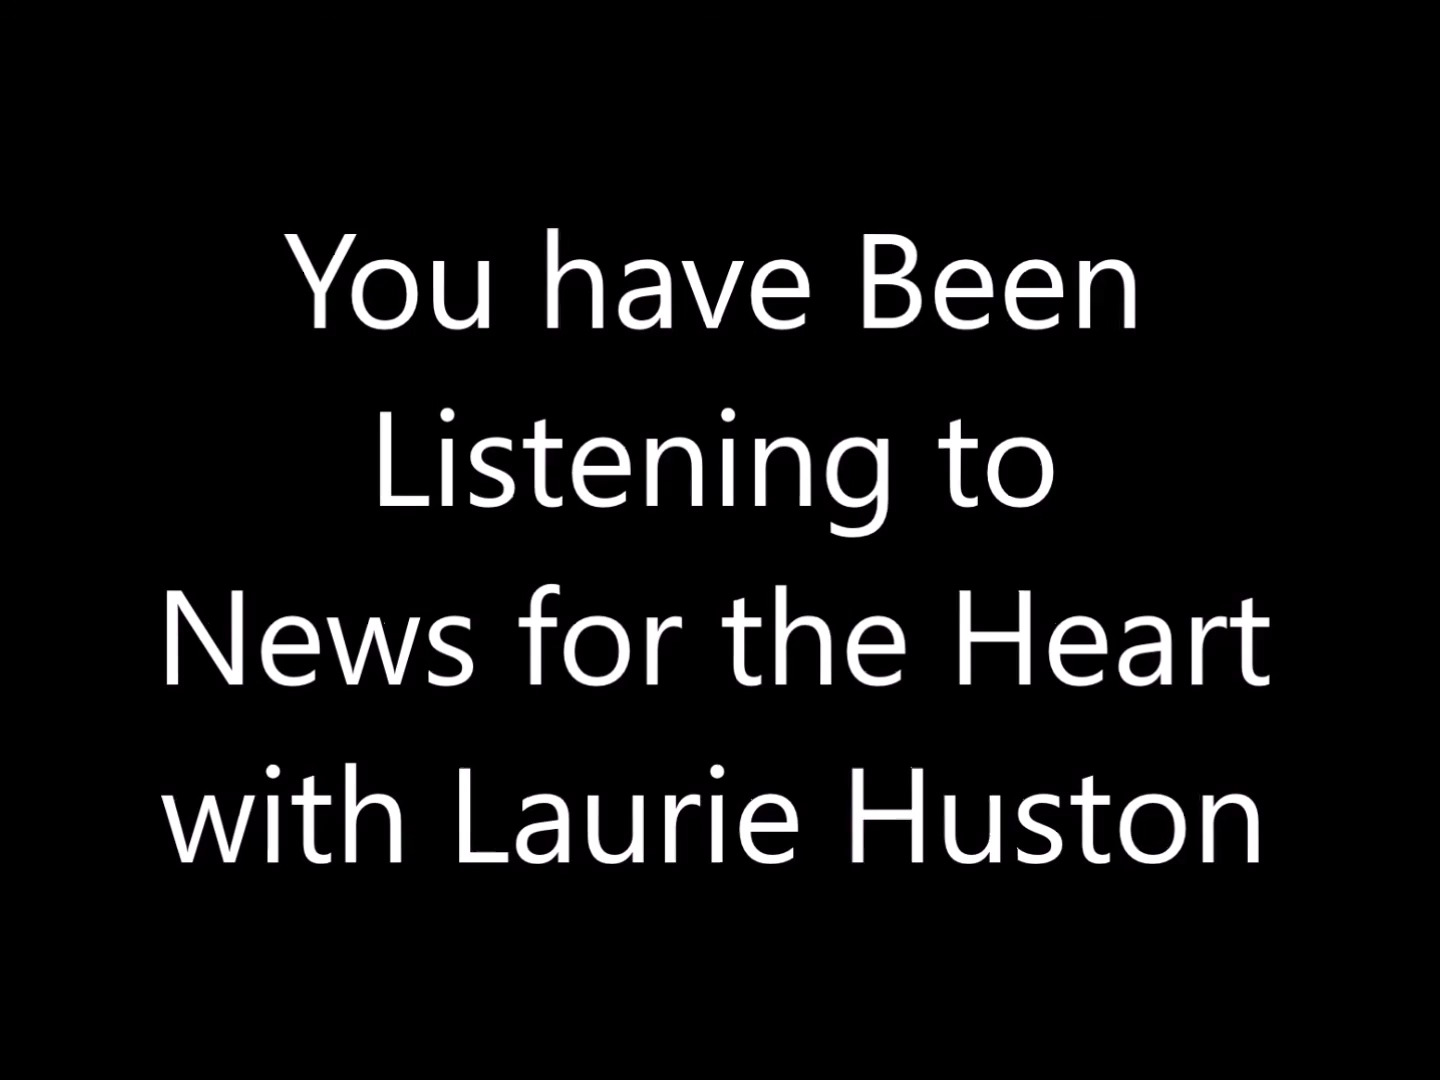 You have Been
Listening to
News for the Heart
with Laurie Huston